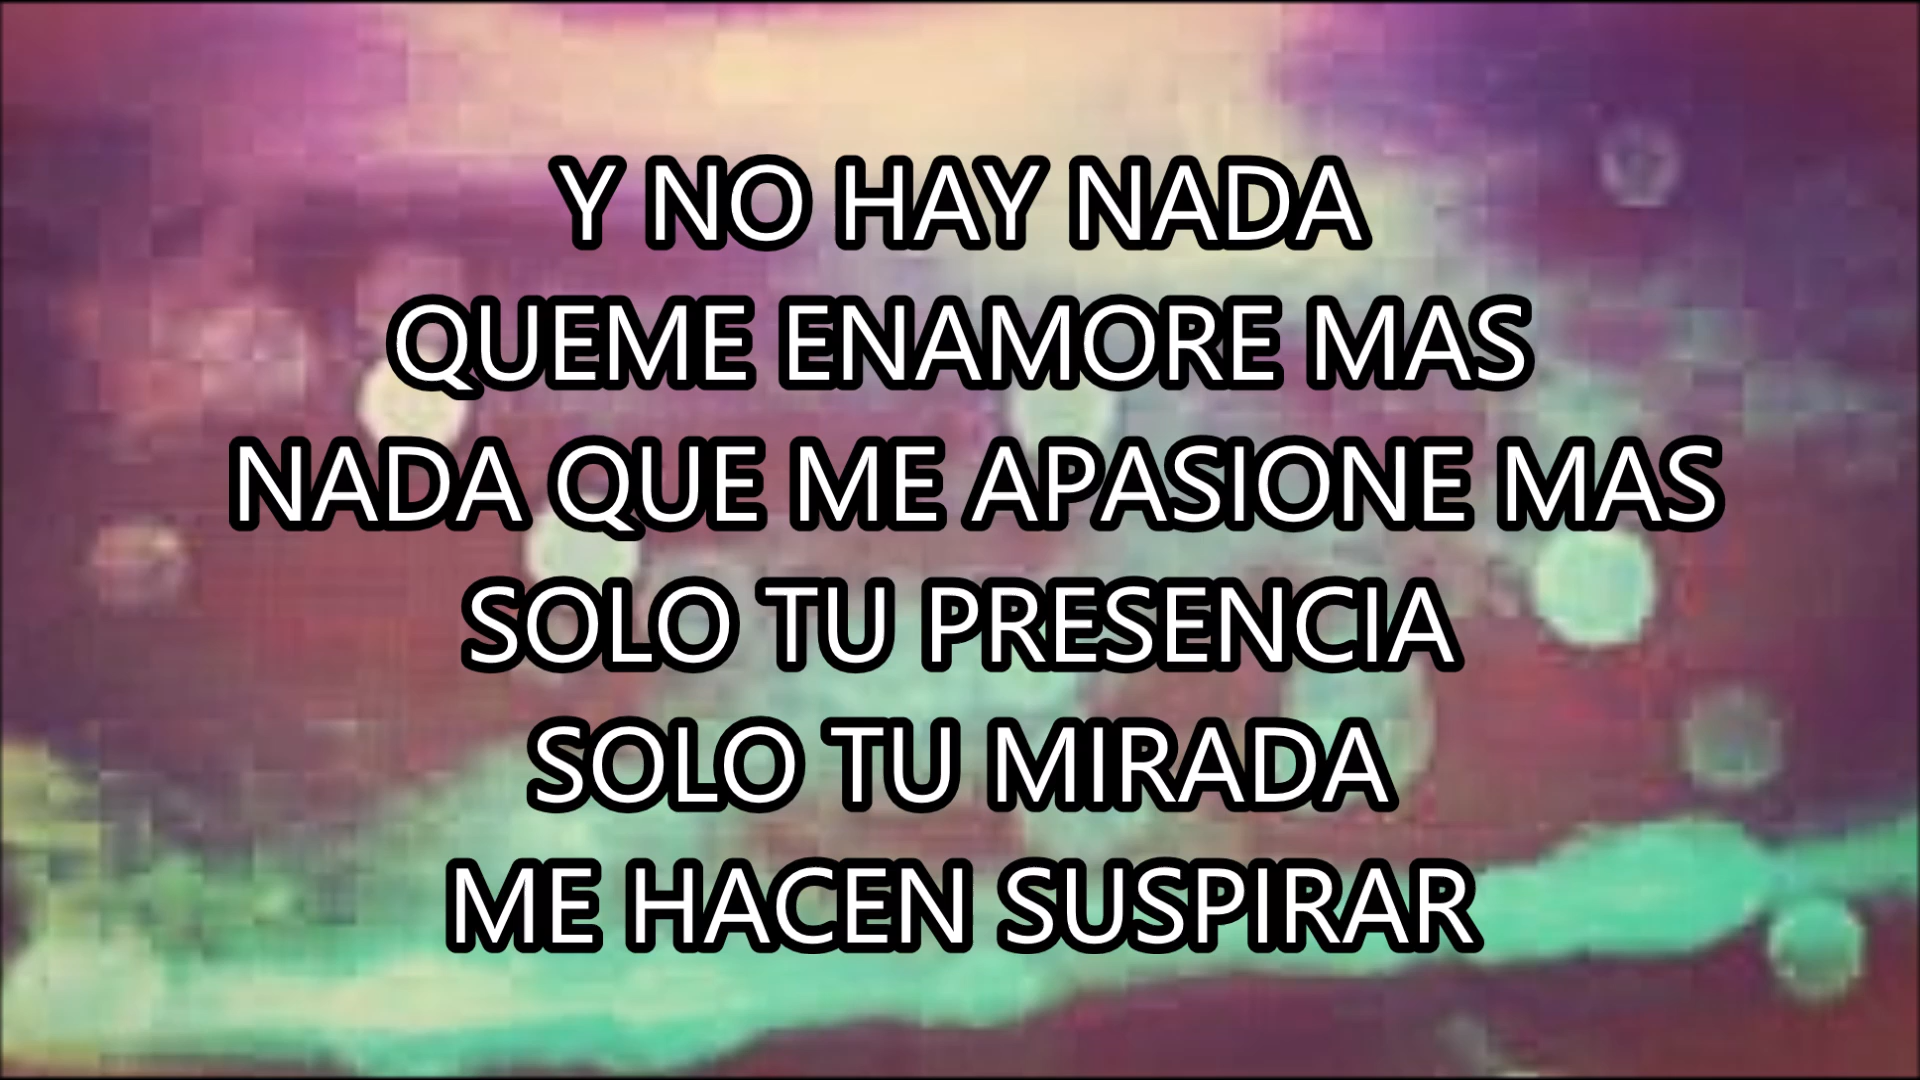 Y NO HAY NADA
QUEME ENAMORE MAS
NADA QUE ME APASIONE MAS
SOLO TU PRESENCIA
SOLO TU MIRADA
ME HACEN SUSPIRAR